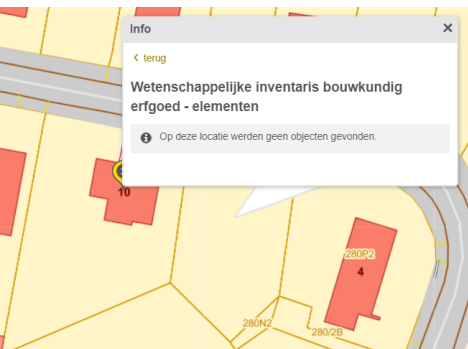 Info
×
< terug
Wetenschappelijke inventaris bouwkundig
erfgoed - elementen
Op deze locatie werden geen objecten gevonden.
10
280P2
4
280N2
280/2B